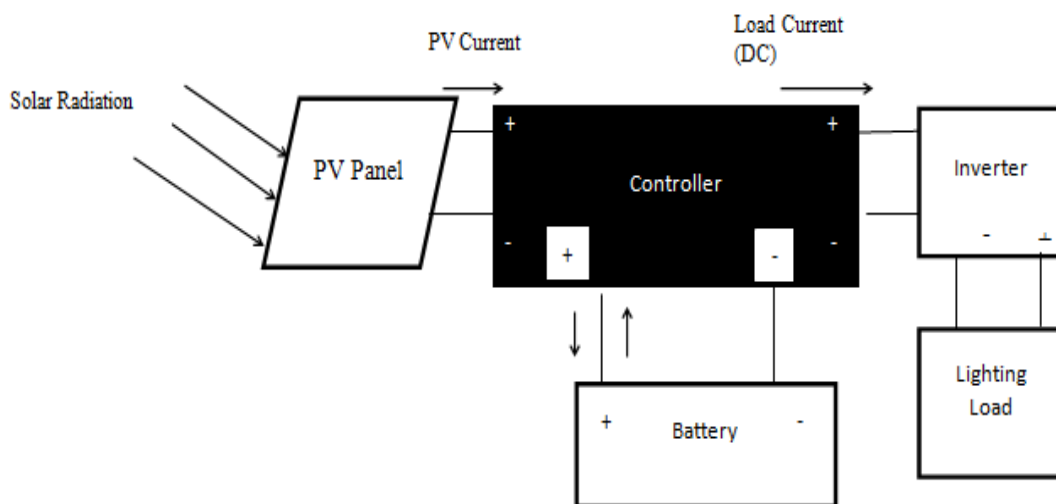 PV Current
Load Current
(DC)
Solar Radiation
+ +
PV Panel
Controller
Inverter
- + - -
- +
+ Battery -
Lighting
Load